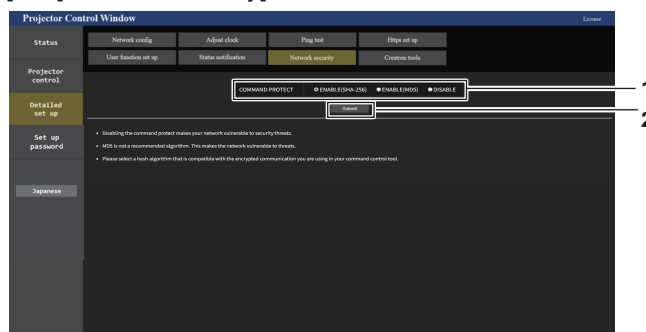 Projector Control Window
License
Status
Network config
Adjust clock
Ping test
Https set up
User function set up
Status notification
Network security
Crestron tools
Projector
control
COMMAND PROTECT ENABLE(SHA-256) ENABLE(MD5) DISABLE
1
Detailed
set up
Submit
2
Set up
password
• Disabling the command protect makes your network vulnerable to security threats.
• MD5 is not a recommended algorithm. This makes the network vulnerable to threats.
• Please select a hash algorithm that is compatible with the encrypted communication you are using in your command control tool.
Japanese